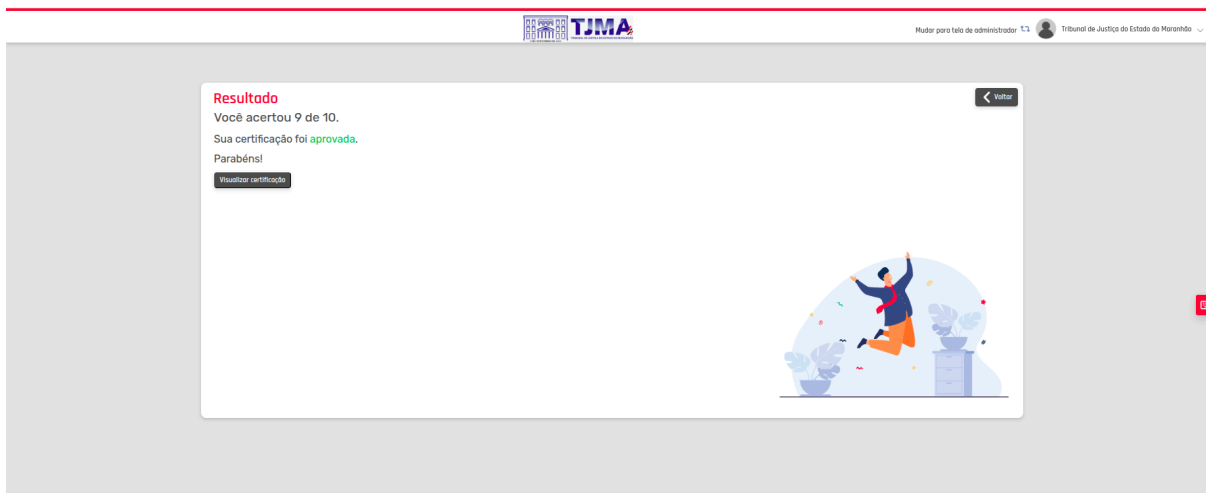 TJMA
Mudar para tela de administrador
Tribunal de Justiça do Estado do Maranhão
Resultado
Voltar
Você acertou 9 de 10.
Sua certificação foi aprovada.
Parabéns!
Visualizar certificação